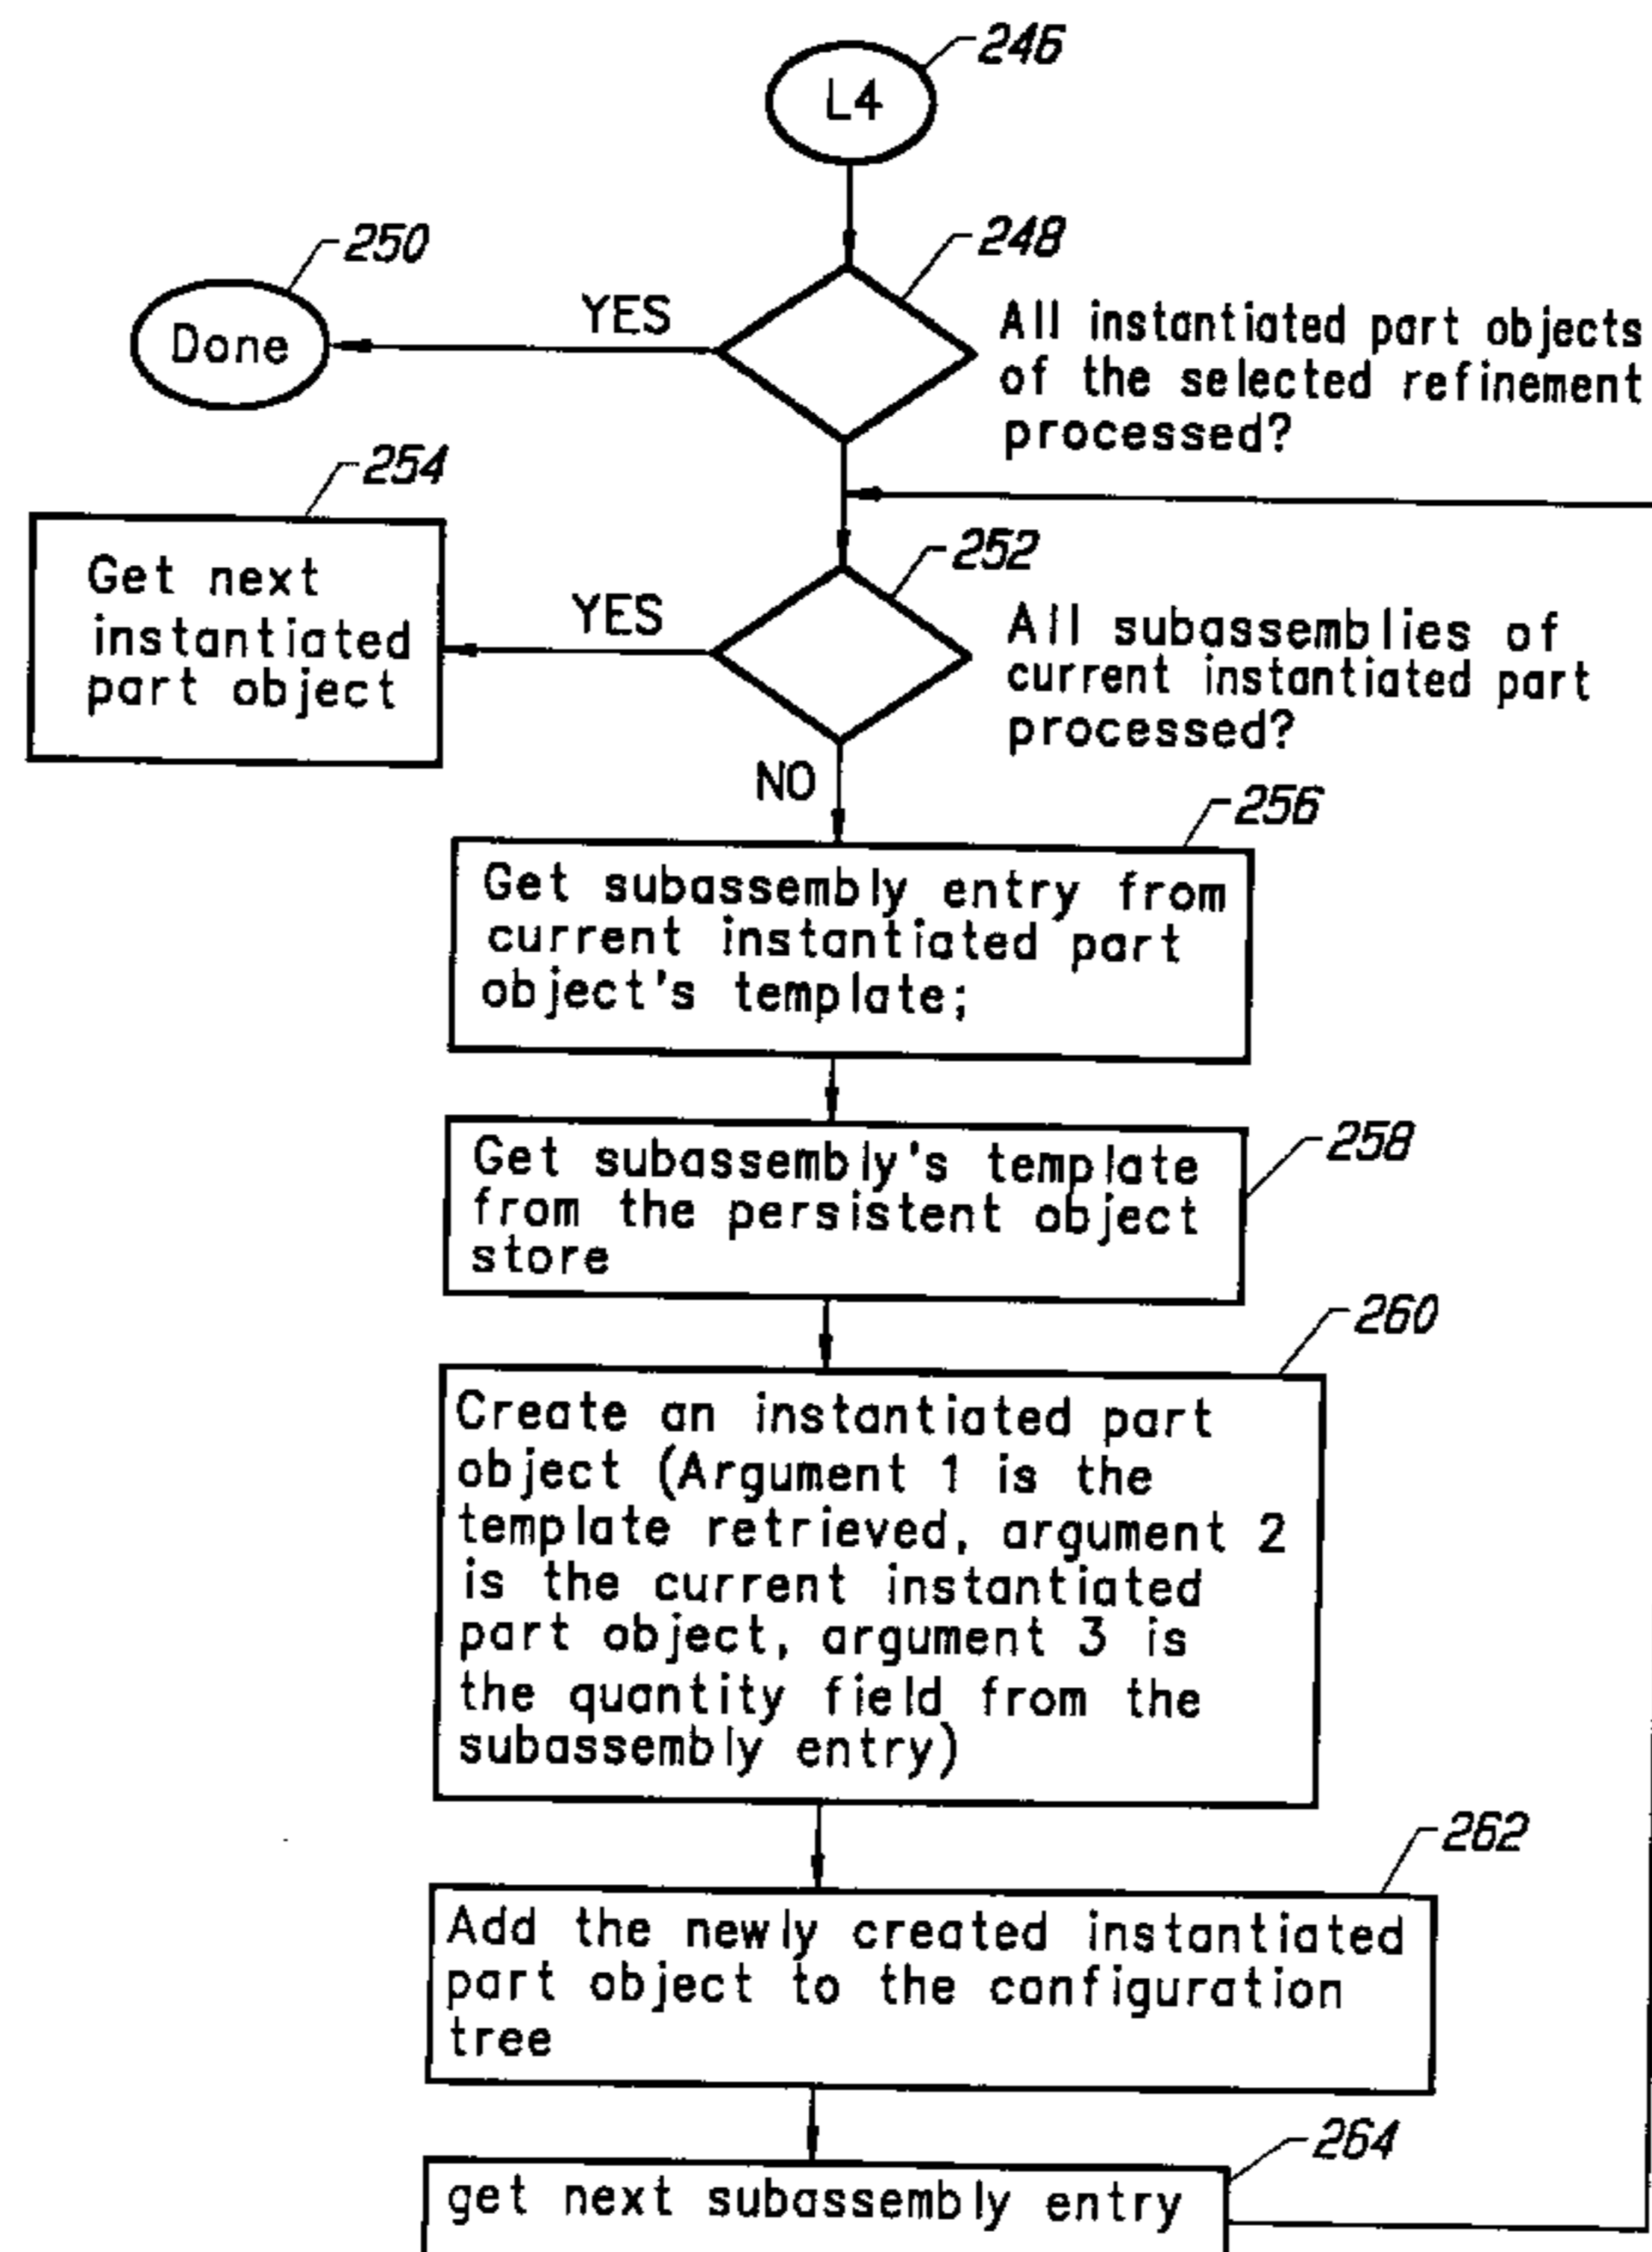 246
L4
248
250
YES
Done
All instantiated part objects
of the selected refinement
processed?
254
252
Get next
instantiated
part object
YES
All subassemblies of
current instantiated part
processed?
NO
256
Get subassembly entry from
current instantiated part
object's template;
258
Get subassembly's template
from the persistent object
store
260
Create an instantiated part
object (Argument 1 is the
template retrieved, argument 2
is the current instantiated
part object, argument 3 is
the quantity field from the
subassembly entry)
262
Add the newly created instantiated
part object to the configuration
tree
264
get next subassembly entry